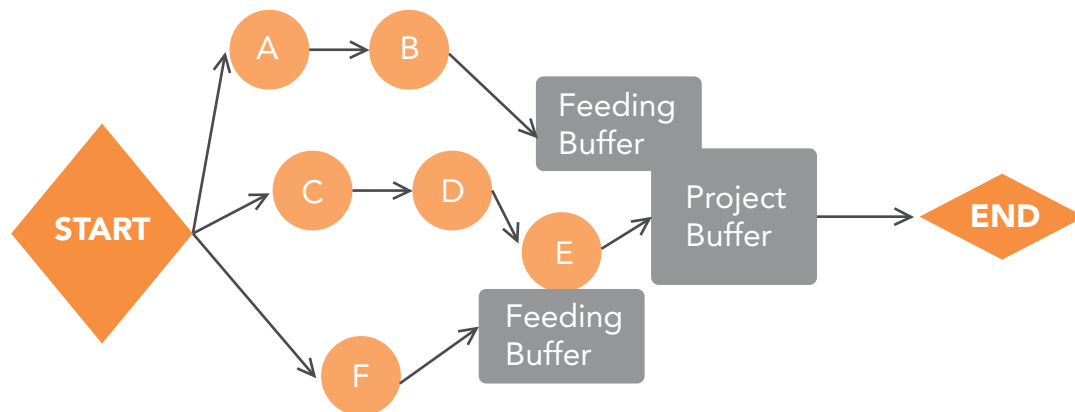 A
B
Feeding
Buffer
START
C
D
E
Project
Buffer
END
F
Feeding
Buffer